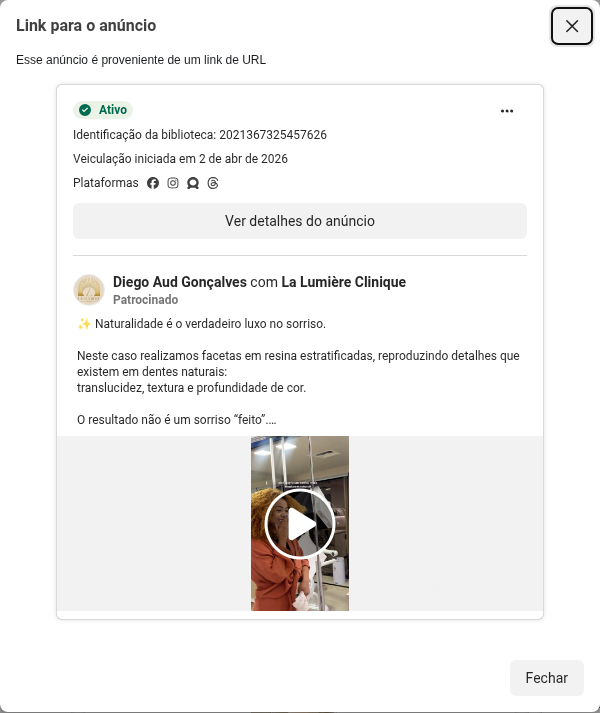 Link para o anúncio
Esse anúncio é proveniente de um link de URL
Ativo
Identificação da biblioteca: 2021367325457626
Veiculação iniciada em 2 de abr de 2026
Plataformas
Ver detalhes do anúncio
Diego Aud Gonçalves com La Lumière Clinique
Patrocinado
✨ Naturalidade é o verdadeiro luxo no sorriso.
Neste caso realizamos facetas em resina estratificadas, reproduzindo detalhes que
existem em dentes naturais:
translucidez, textura e profundidade de cor.
O resultado não é um sorriso “feito”.…
Fechar